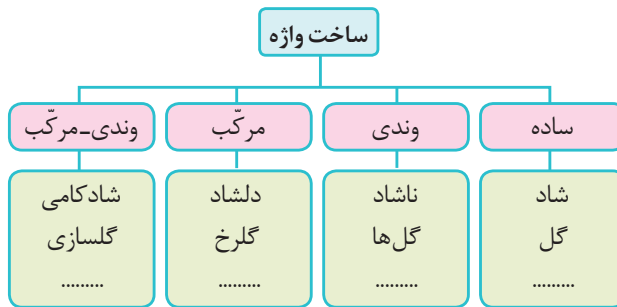 ساخت واژه
ساده
وندی
مرکّب
وندی-مرکّب
شاد
گل
.........
ناشاد
گل‌ها
.........
دلشاد
گلرخ
.........
شادکامی
گلسازی
.........